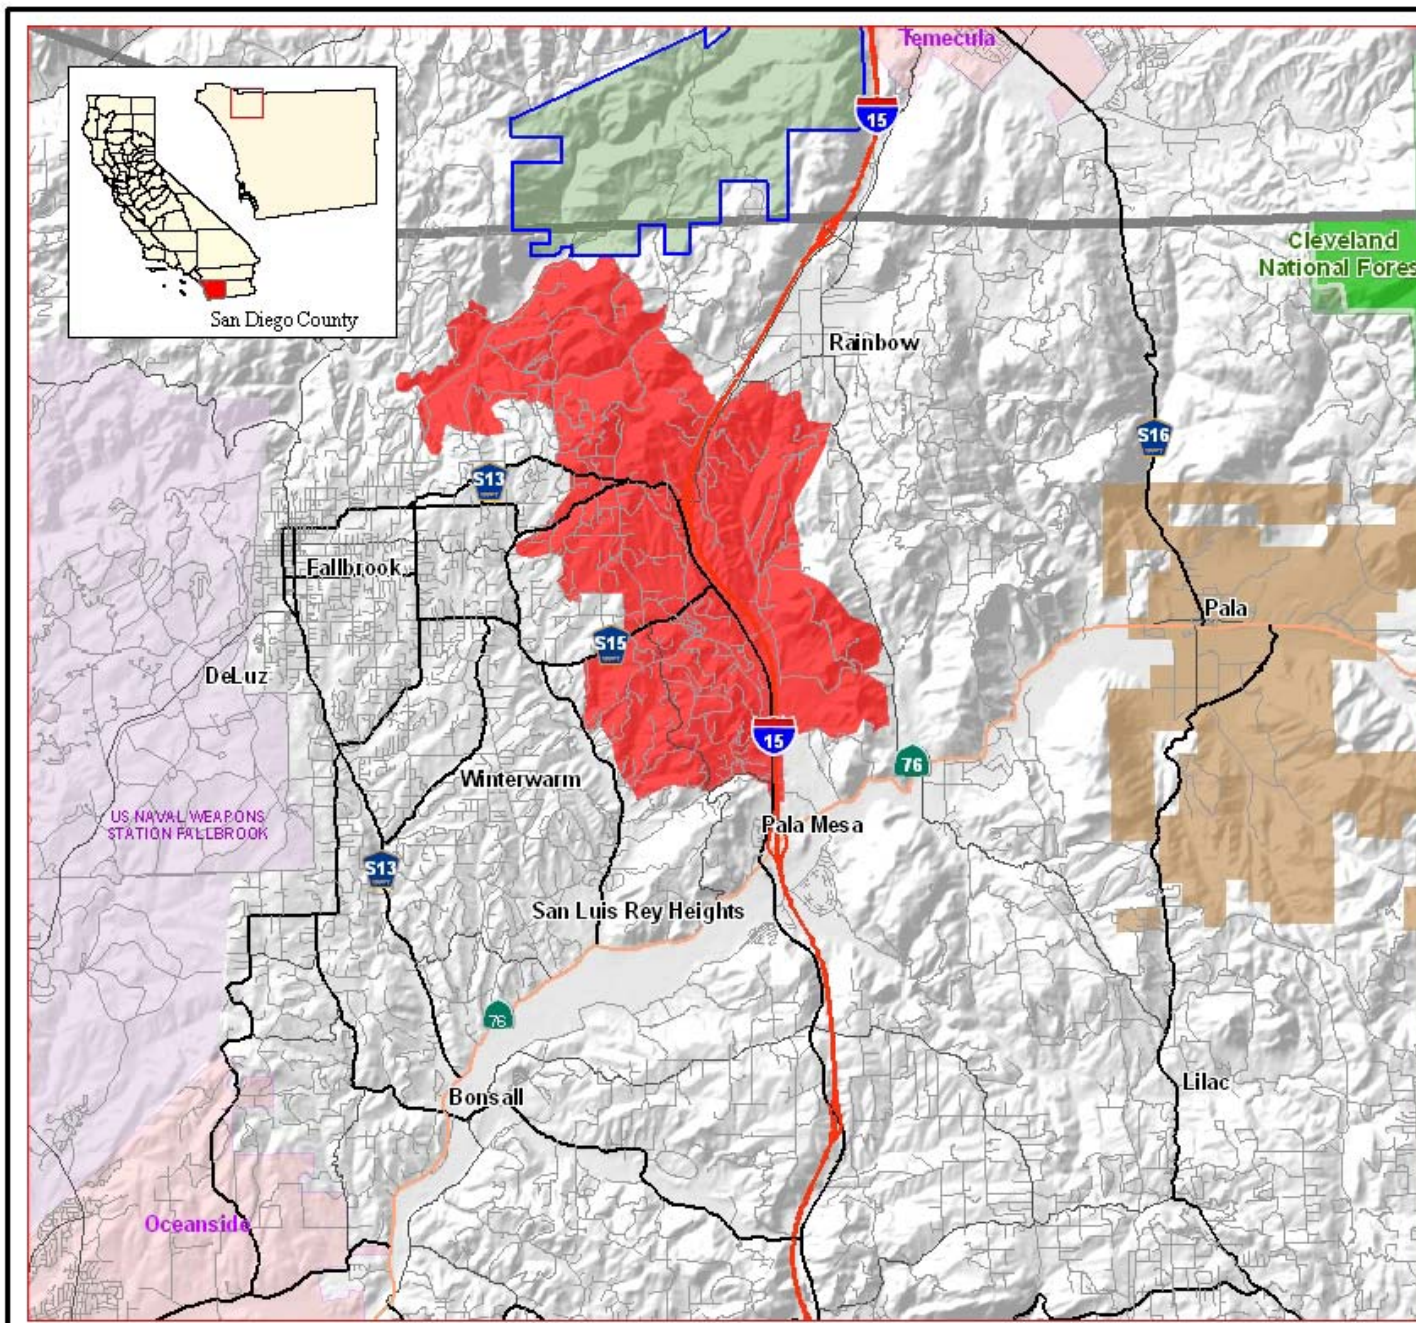 Temecula
15
San Diego County
Cleveland
National Fores
Rainbow
S16
S13
Fallbrook
Pala
S15
DeLuz
15
76
Winterwarm
US NAVAL WEAPONS
STATION FALLBROOK
Pala Mesa
S13
San Luis Rey Heights
76
Bonsall
Lilac
Oceanside